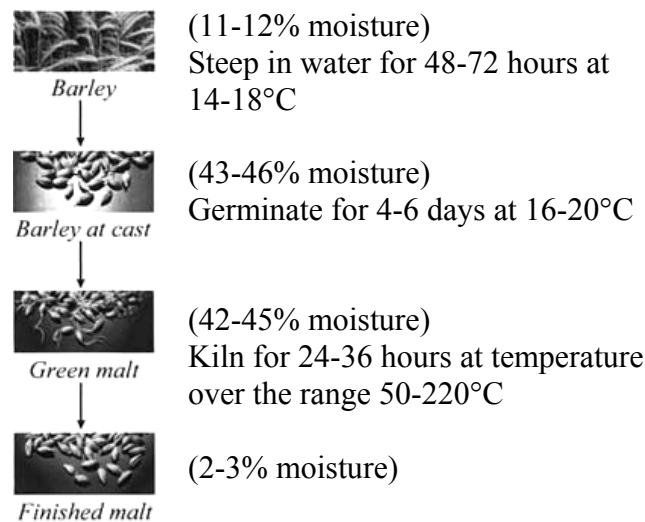 (11-12% moisture)
Steep in water for 48-72 hours at
14-18°C
Barley
(43-46% moisture)
Germinate for 4-6 days at 16-20°C
Barley at cast
(42-45% moisture)
Kiln for 24-36 hours at temperature
over the range 50-220°C
Green malt
(2-3% moisture)
Finished malt